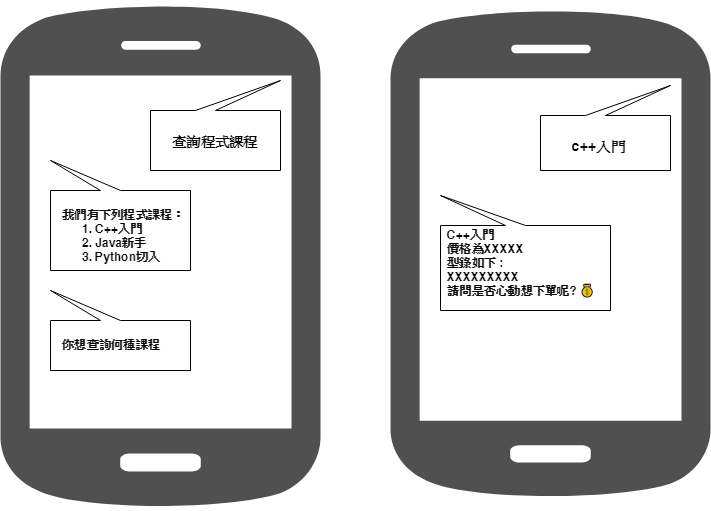 查詢程式課程
我們有下列程式課程：
1. C++入門
2. Java新手
3. Python切入
你想查詢何種課程
c++入門
C++入門
價格為XXXXX
型錄如下：
XXXXXXXXX
請問是否心動想下單呢? 💰